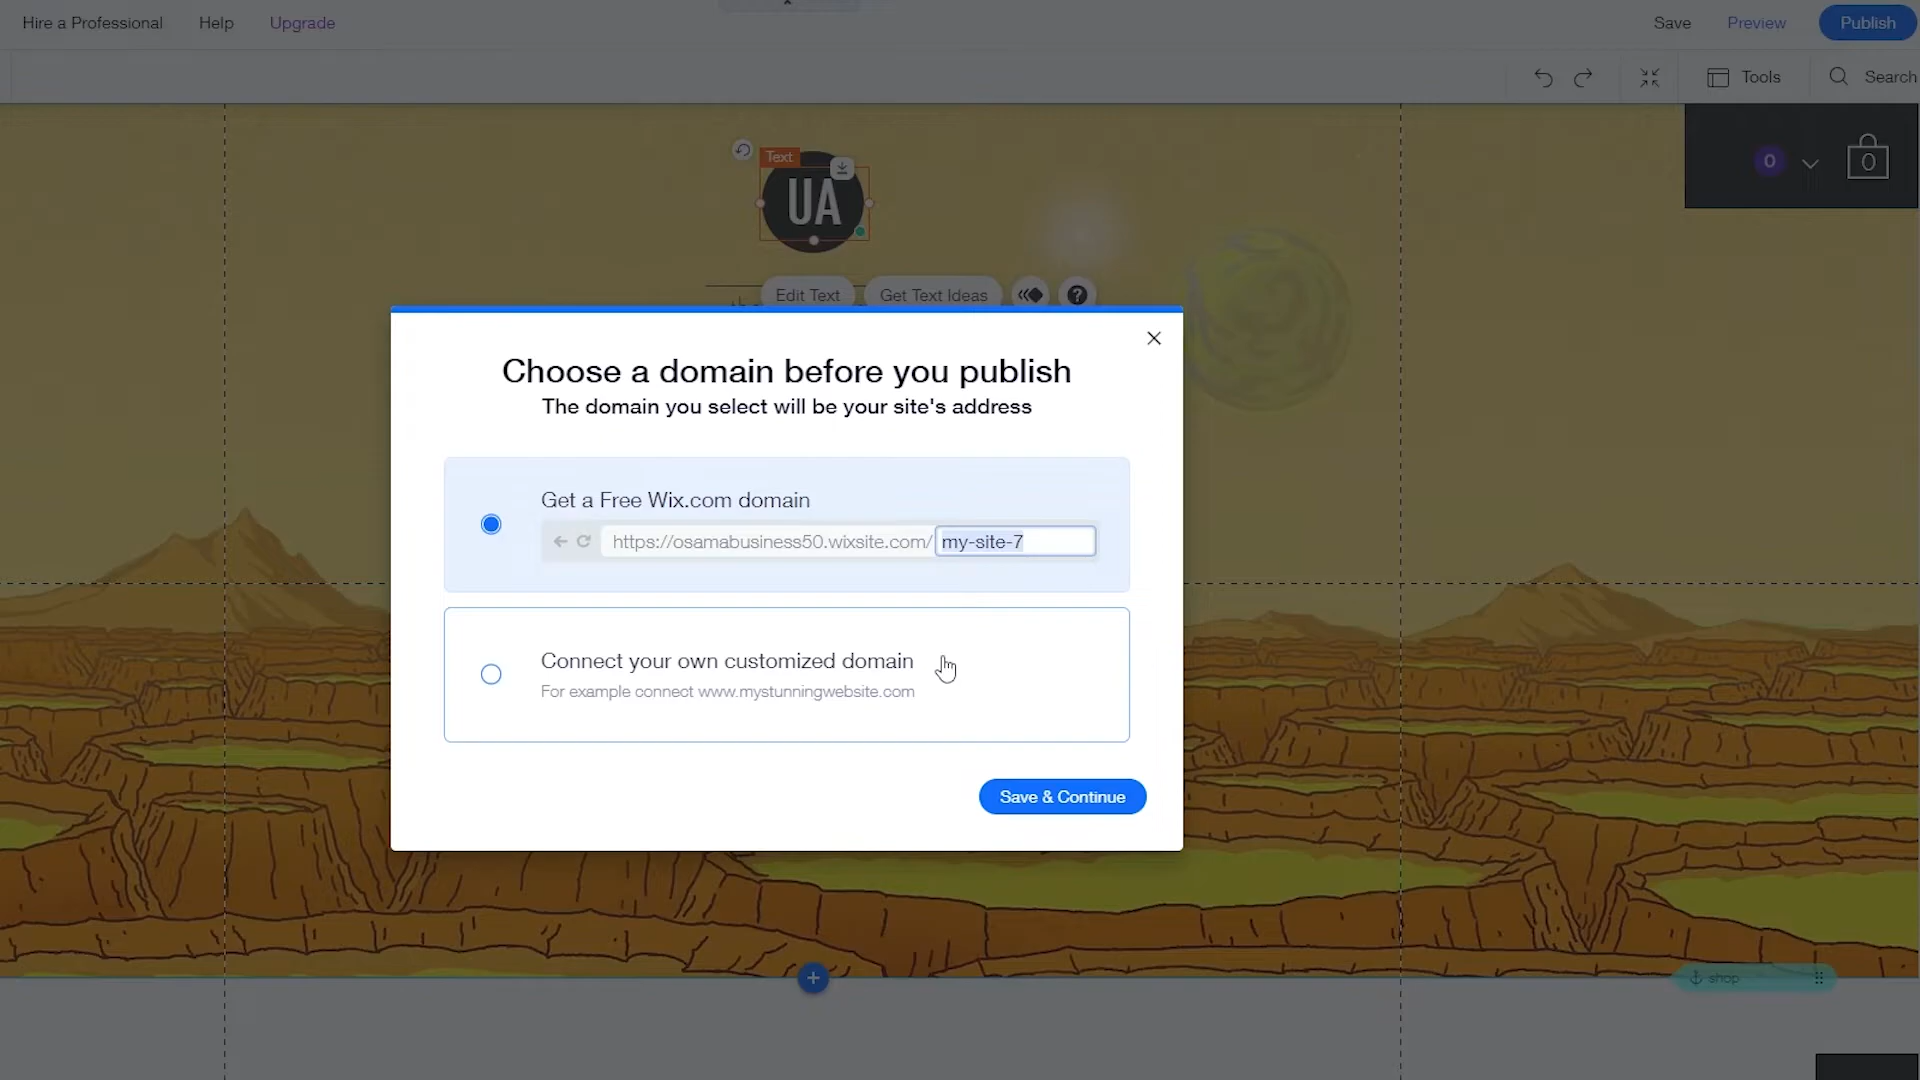 Hire a Professional
Help
Upgrade
Save
Preview
Publish
Tools
Search
Text
UA
0
0
Edit Text
Get Text Ideas
?
Choose a domain before you publish
The domain you select will be your site's address
Get a Free Wix.com domain
https://osamabusiness50.wixsite.com/ my-site-7
Connect your own customized domain
For example connect www.mystunningwebsite.com
Save & Continue
shop